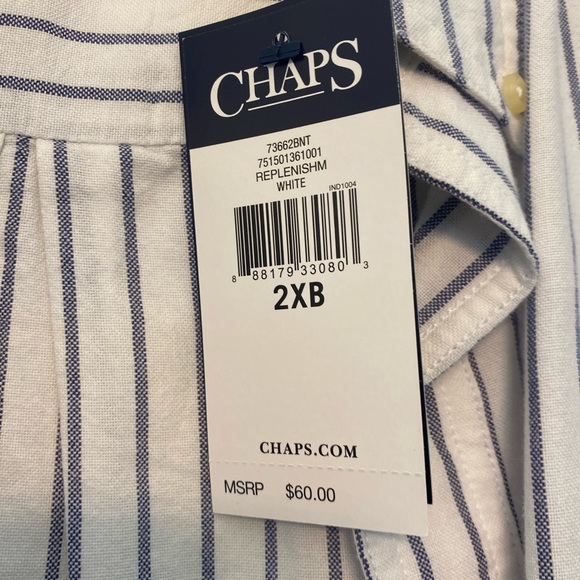 CHAPS
73662BNT
751501361001
REPLENISHM
WHITE
IND1004
8 88179 33080 3
2XB
CHAPS.COM
MSRP $60.00